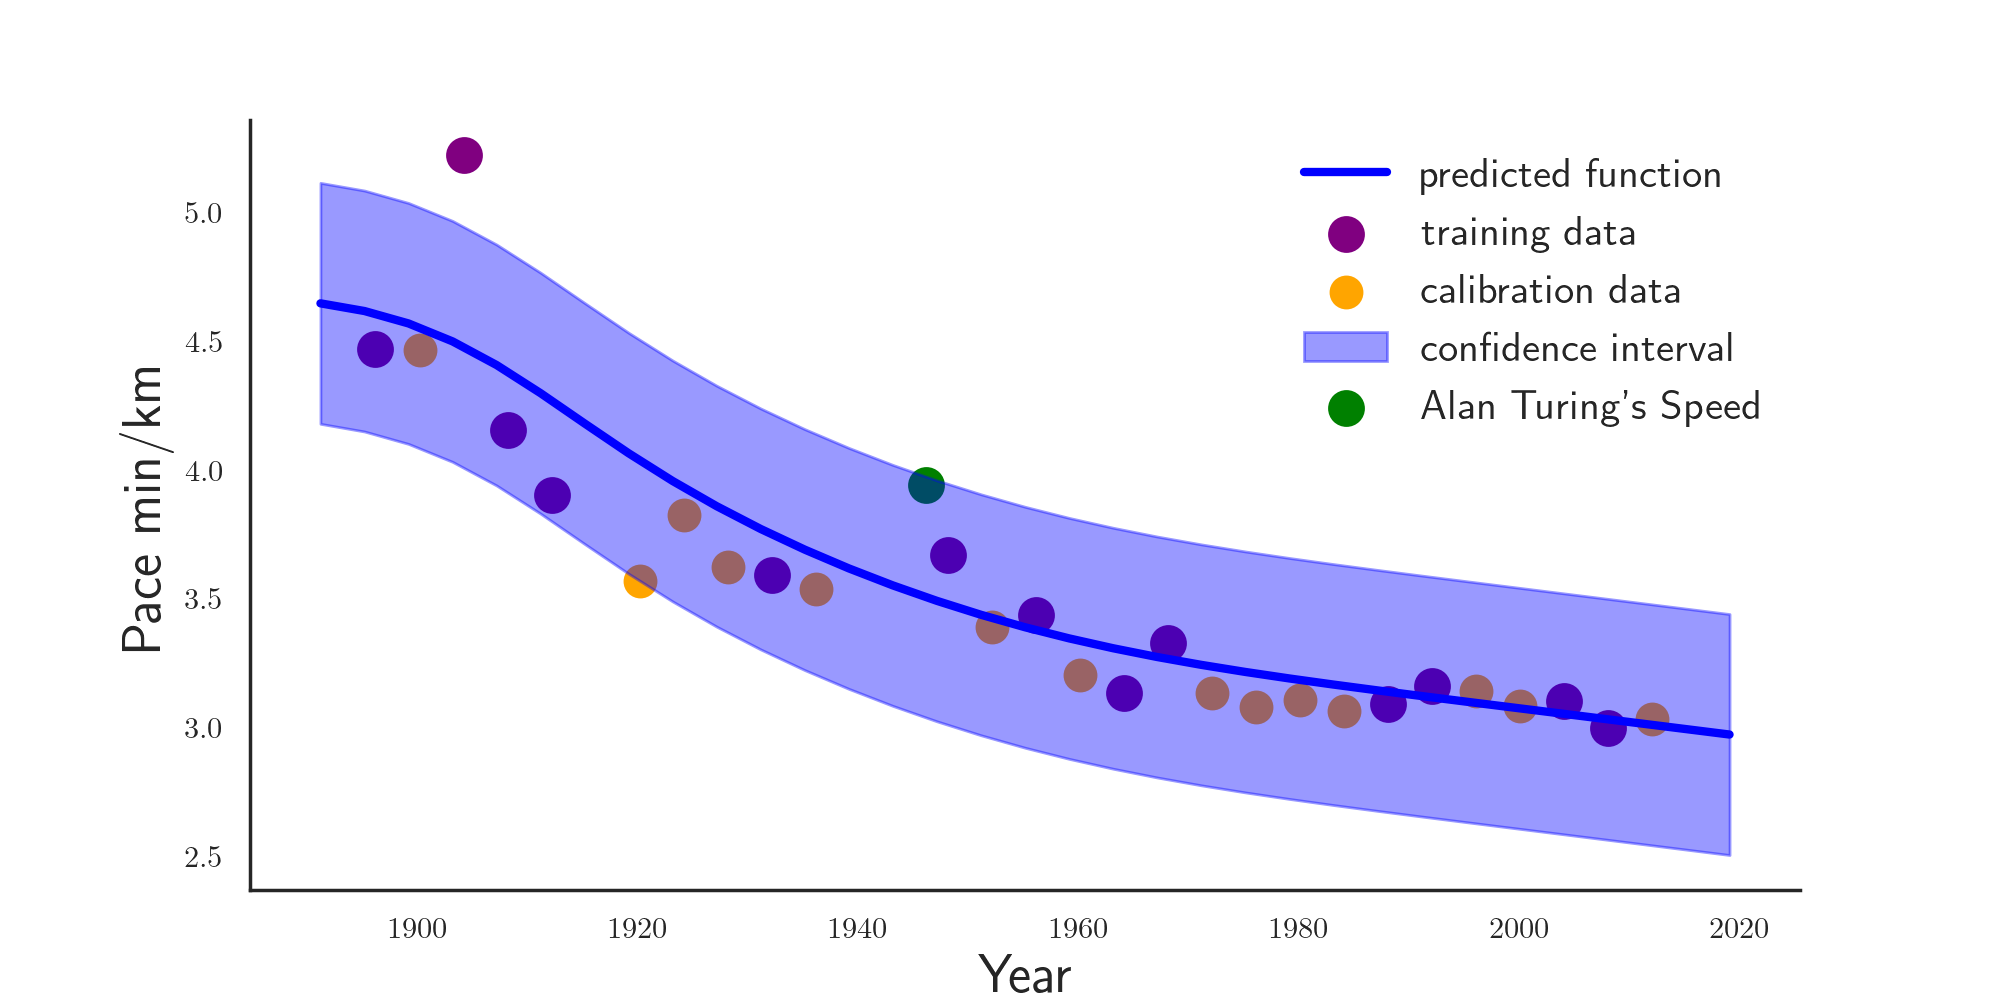 predicted function
training data
calibration data
confidence interval
Alan Turing's Speed
Pace min/km
5.0
4.5
4.0
3.5
3.0
2.5
1900 1920 1940 1960 1980 2000 2020
Year